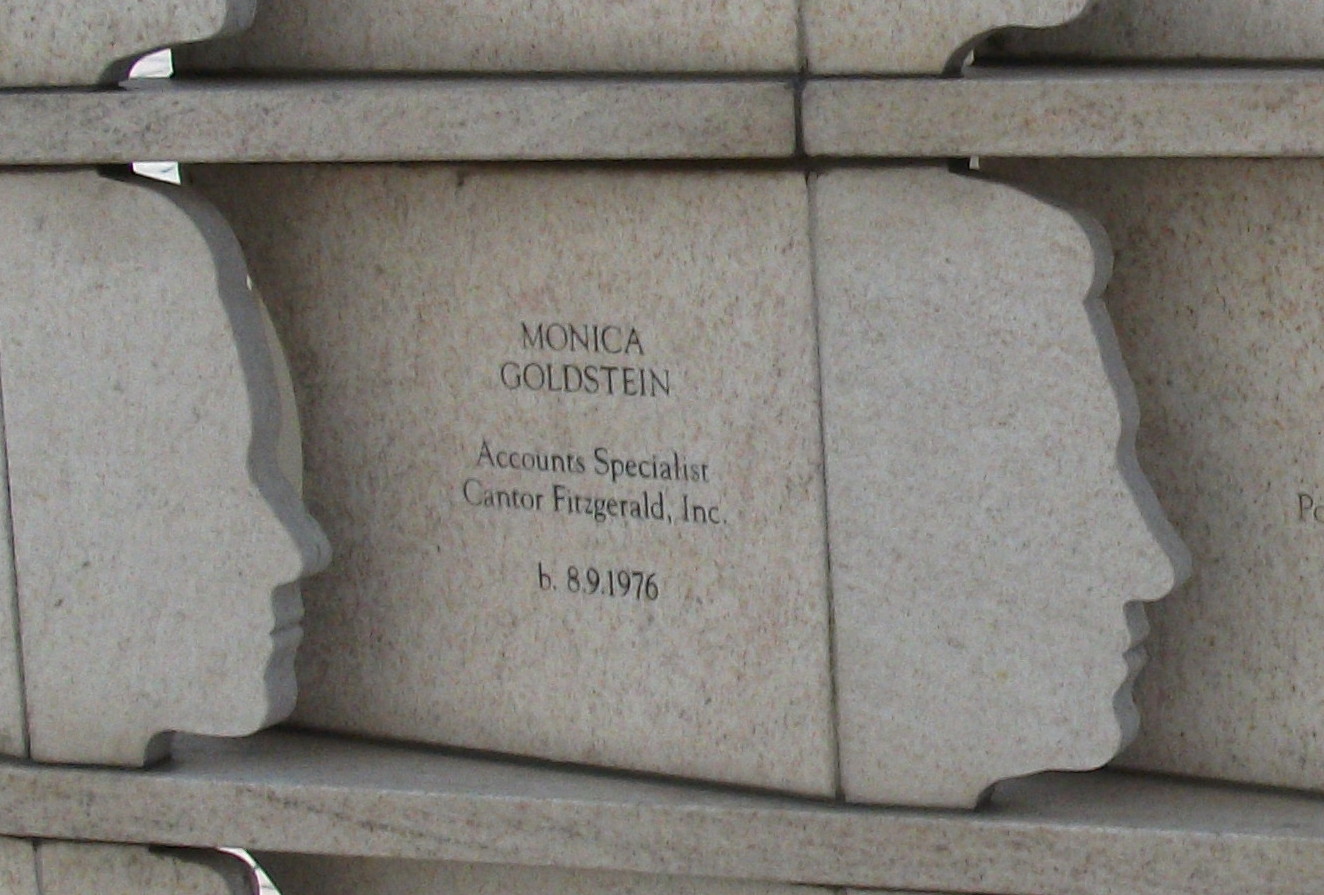 MONICA
GOLDSTEIN
Accounts Specialist
Cantor Fitzgerald, Inc.
b. 8.9.1976